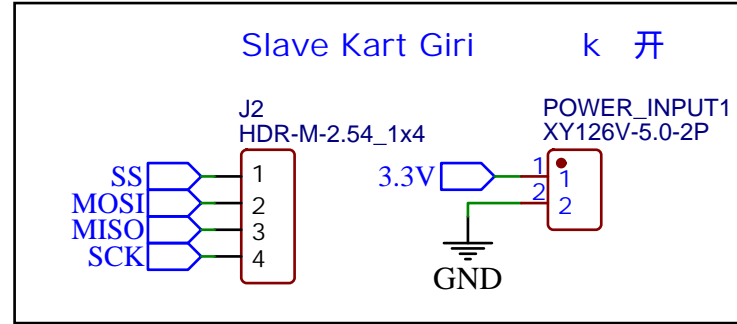 Slave Kart Giri k 开
J2
HDR-M-2.54_1x4
SS 1
MOSI 2
MISO 3
SCK 4
POWER_INPUT1
XY126V-5.0-2P
3.3V 1 1
2 2
GND